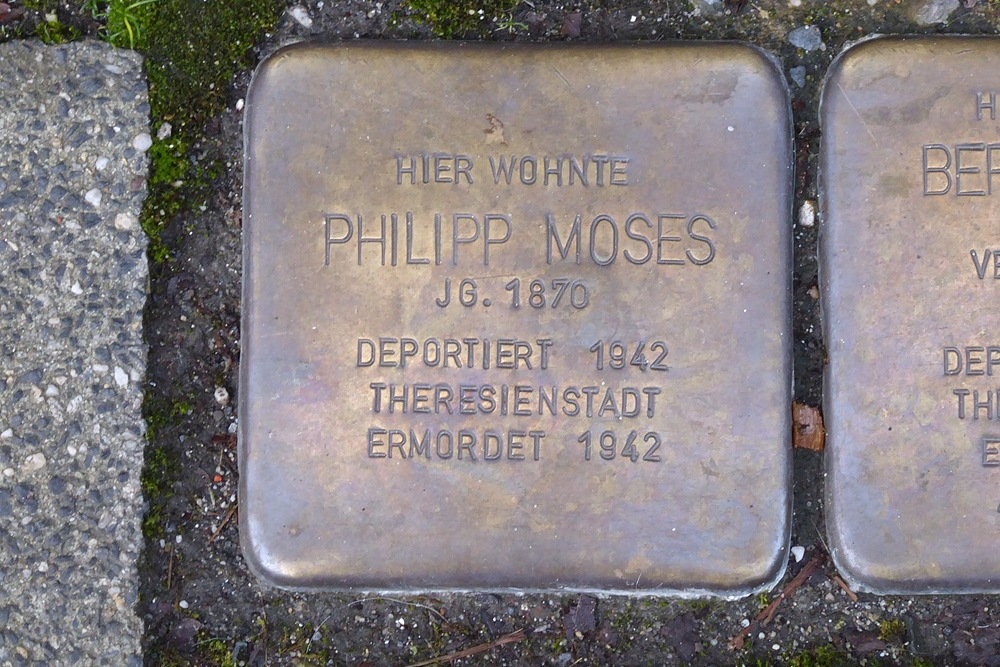 HIER WOHNTE
PHILIPP MOSES
JG. 1870
DEPORTIERT 1942
THERESIENSTADT
ERMORDET 1942